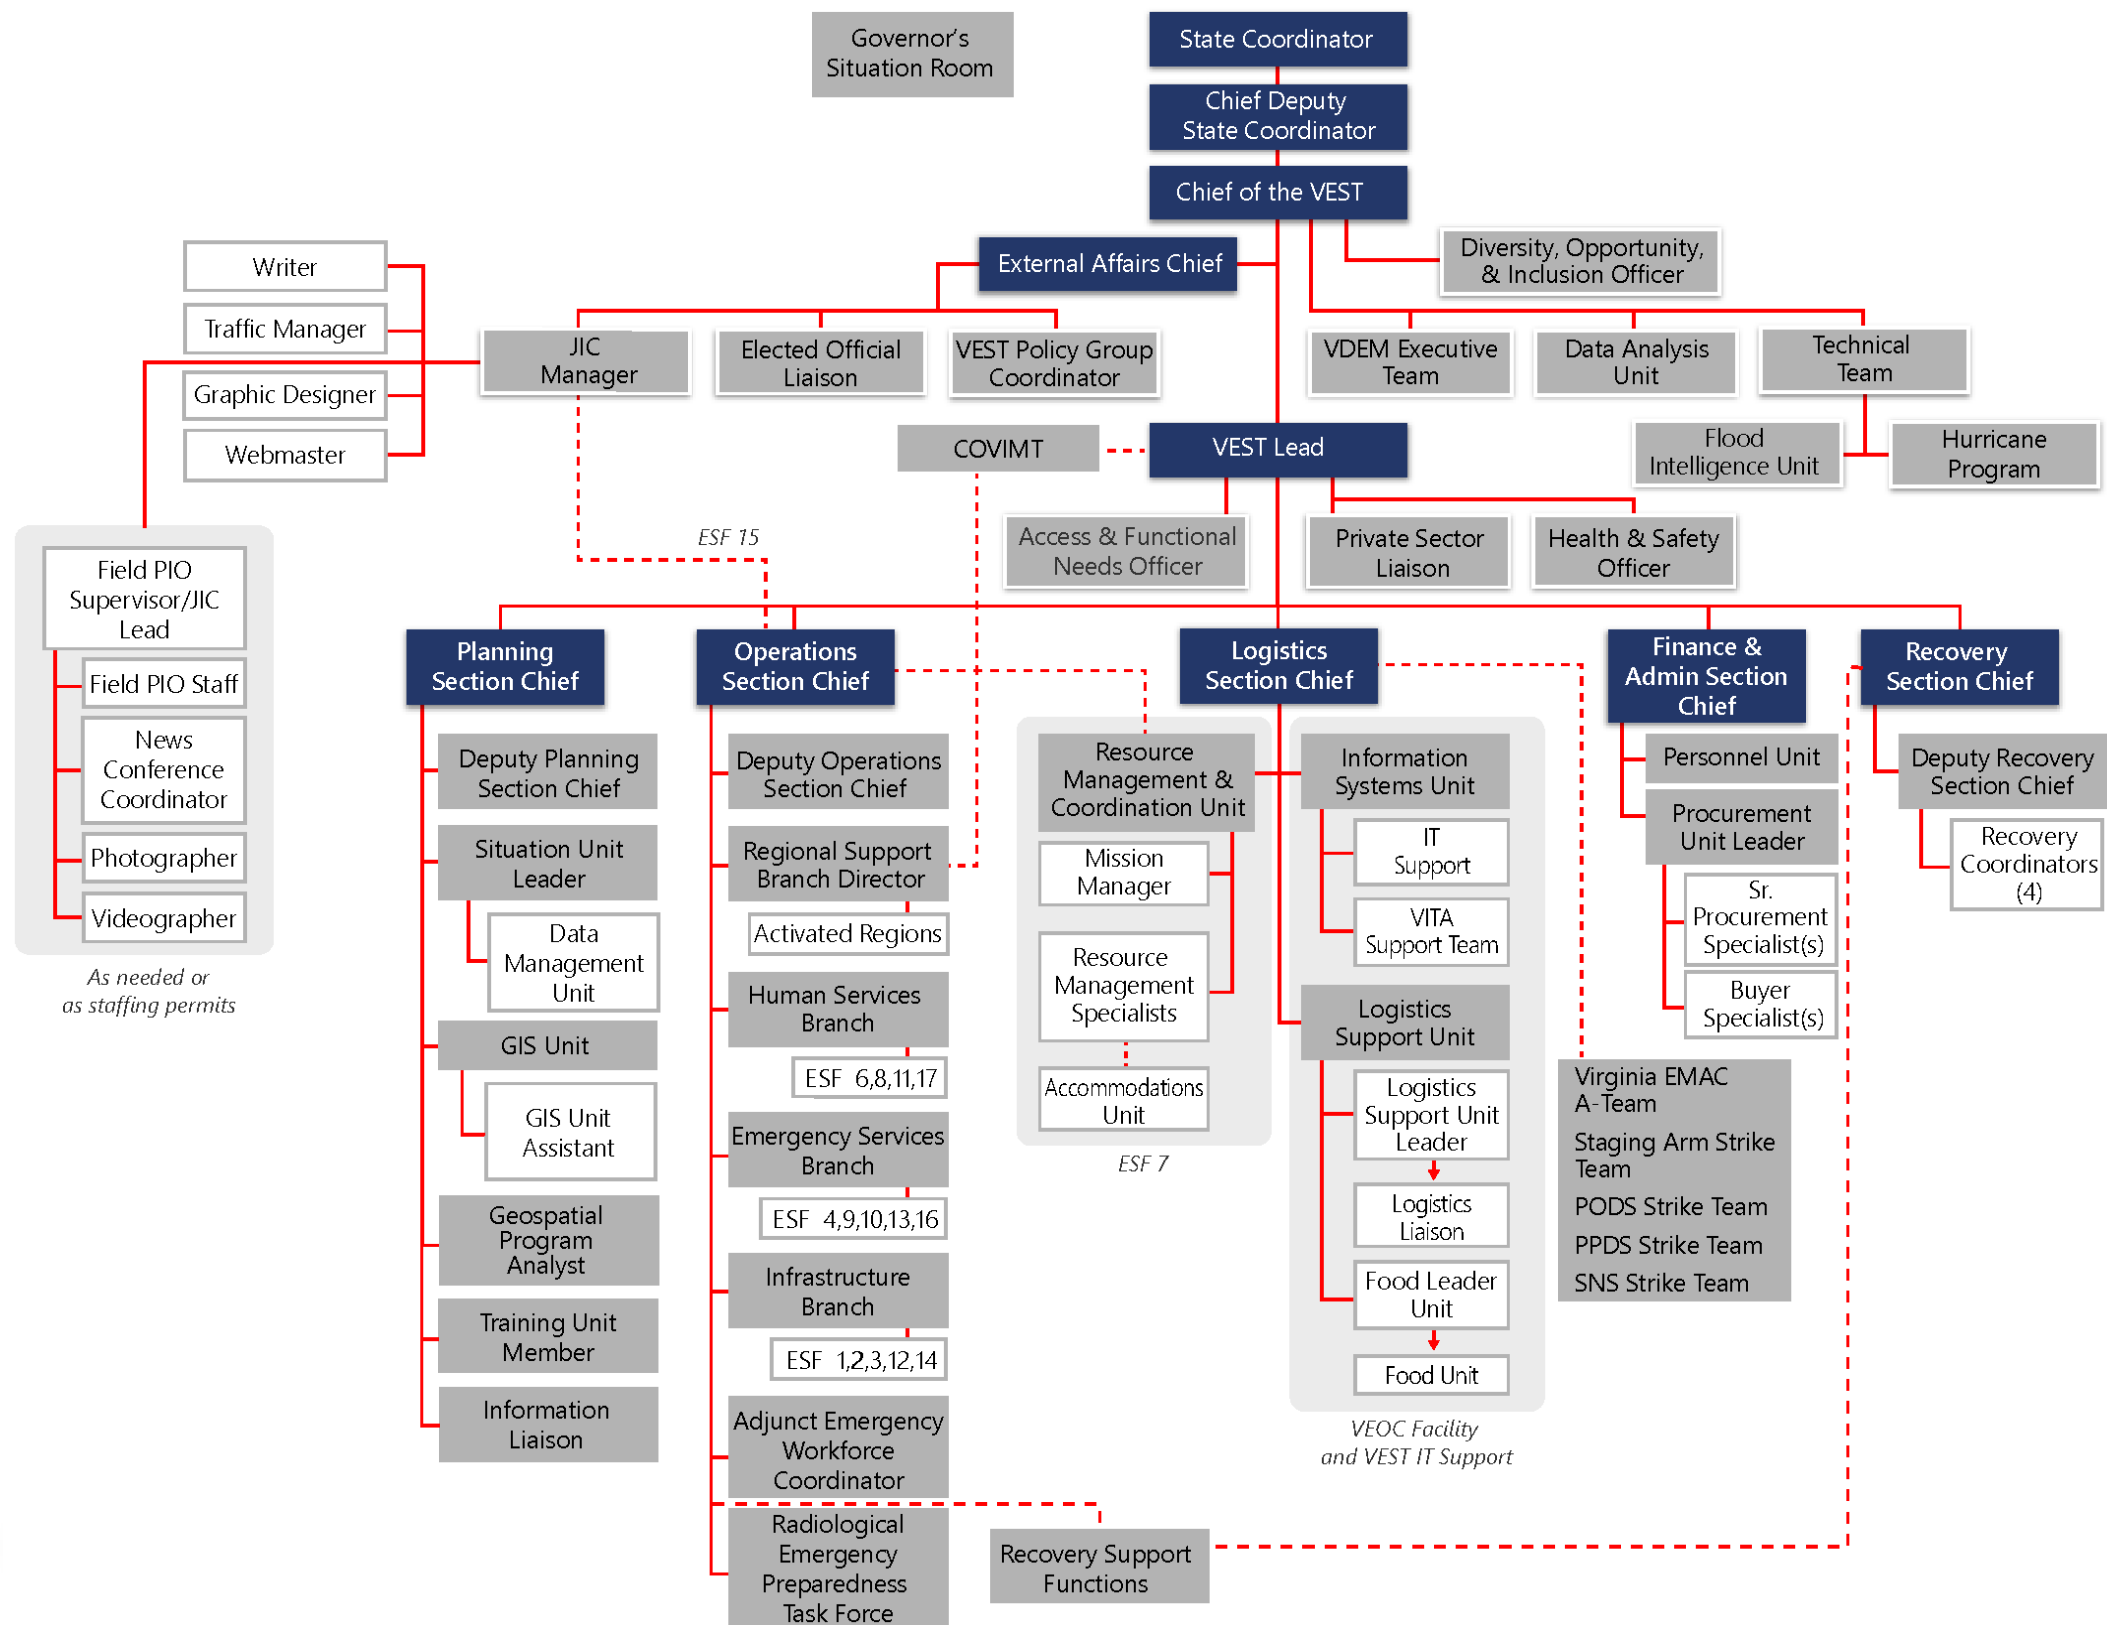 Governor's
Situation Room
State Coordinator
Chief Deputy
State Coordinator
Chief of the VEST
External Affairs Chief
Diversity, Opportunity,
& Inclusion Officer
Writer
Traffic Manager
Graphic Designer
Webmaster
JIC
Manager
Elected Official
Liaison
VEST Policy Group
Coordinator
VDEM Executive
Team
Data Analysis
Unit
Technical
Team
COVIMT
VEST Lead
Flood
Intelligence Unit
Hurricane
Program
ESF 15
Access & Functional
Needs Officer
Private Sector
Liaison
Health & Safety
Officer
Field PIO
Supervisor/JIC
Lead
Field PIO Staff
News
Conference
Coordinator
Photographer
Videographer
As needed or
as staffing permits
Planning
Section Chief
Deputy Planning
Section Chief
Situation Unit
Leader
Data
Management
Unit
GIS Unit
GIS Unit
Assistant
Geospatial
Program
Analyst
Training Unit
Member
Information
Liaison
Operations
Section Chief
Deputy Operations
Section Chief
Regional Support
Branch Director
Activated Regions
Human Services
Branch
ESF 6,8,11,17
Emergency Services
Branch
ESF 4,9,10,13,16
Infrastructure
Branch
ESF 1,2,3,12,14
Adjunct Emergency
Workforce
Coordinator
Radiological
Emergency
Preparedness
Task Force
Logistics
Section Chief
Resource
Management &
Coordination Unit
Mission
Manager
Resource
Management
Specialists
Accommodations
Unit
ESF 7
Information
Systems Unit
IT
Support
VITA
Support Team
Logistics
Support Unit
Logistics
Support Unit
Leader
Logistics
Liaison
Food Leader
Unit
Food Unit
VEOC Facility
and VEST IT Support
Finance &
Admin Section
Chief
Personnel Unit
Procurement
Unit Leader
Sr.
Procurement
Specialist(s)
Buyer
Specialist(s)
Virginia EMAC
A-Team
Staging Arm Strike
Team
PODS Strike Team
PPDS Strike Team
SNS Strike Team
Recovery
Section Chief
Deputy Recovery
Section Chief
Recovery
Coordinators
(4)
Recovery Support
Functions